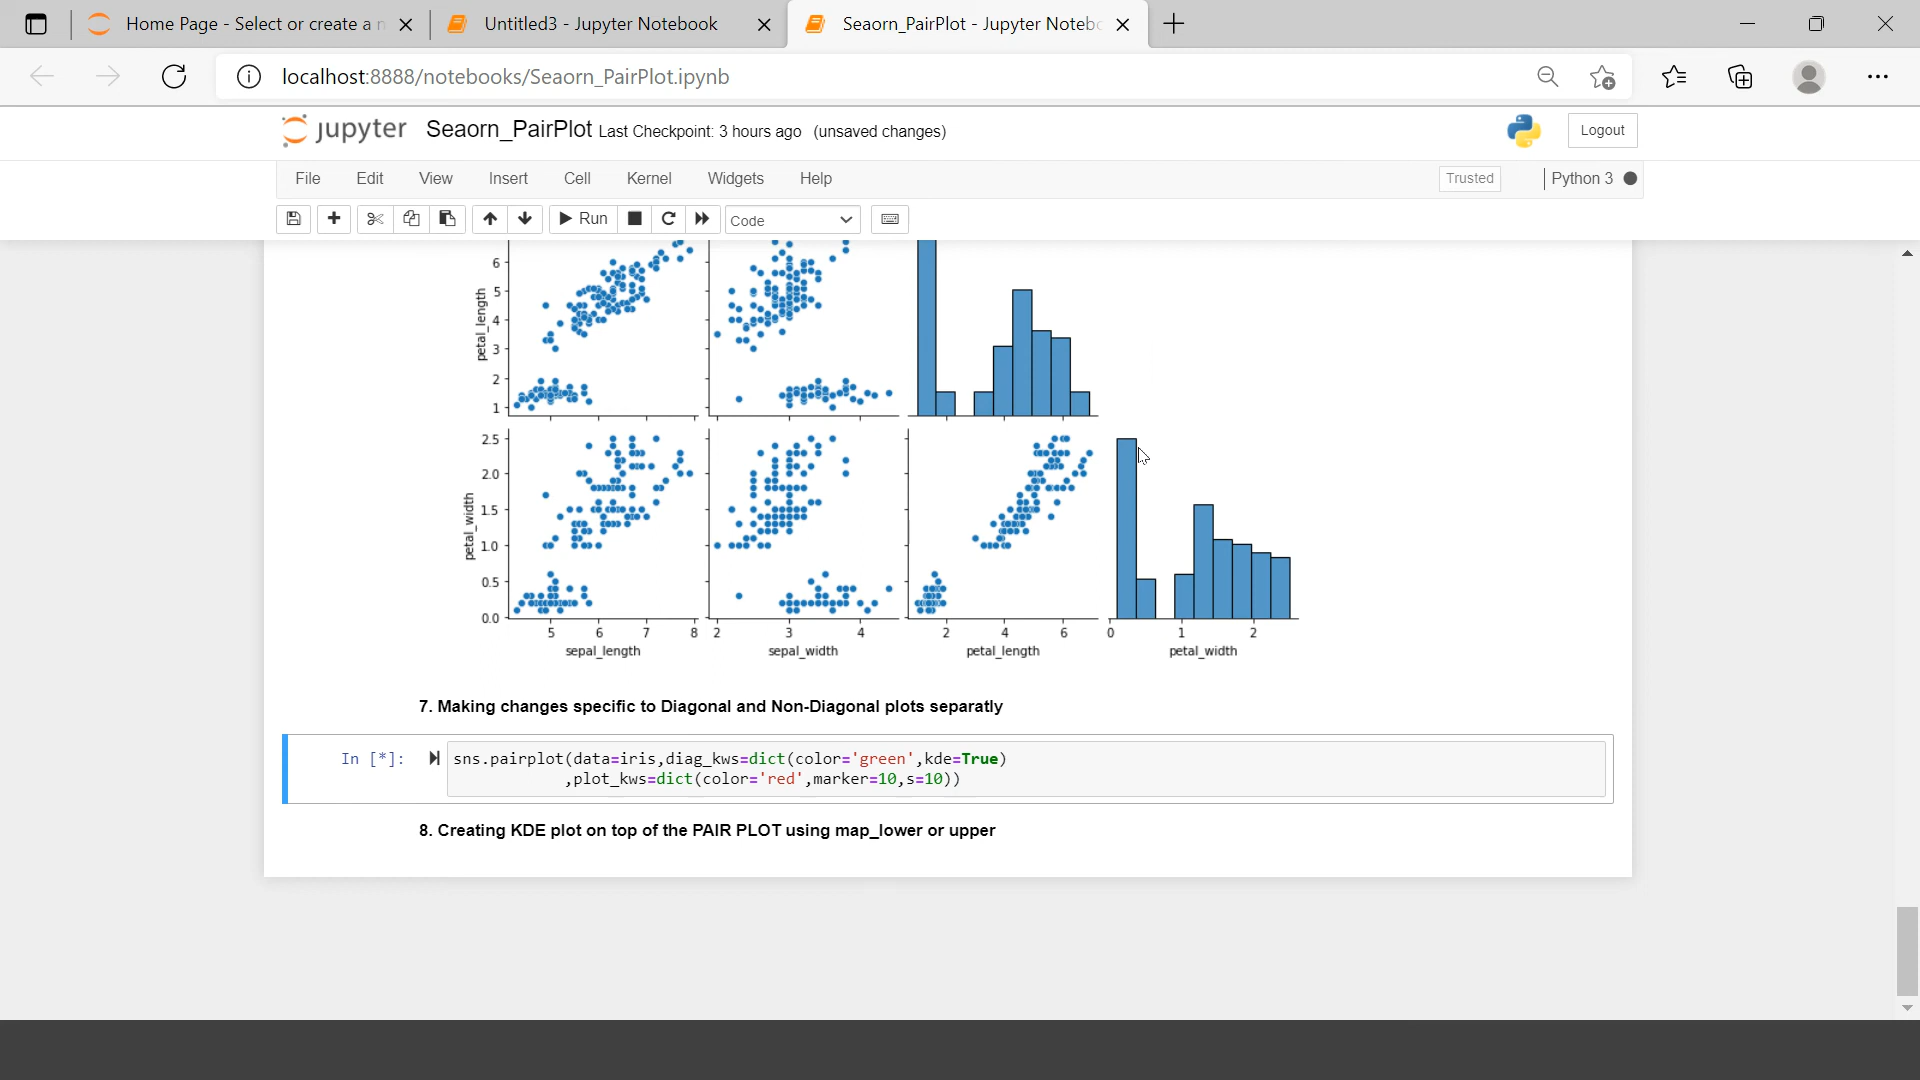 Home Page - Select or create a n
Untitled3 - Jupyter Notebook
Seaorn_PairPlot - Jupyter Notebo
localhost:8888/notebooks/Seaorn_PairPlot.ipynb
jupyter Seaorn_PairPlot Last Checkpoint: 3 hours ago (unsaved changes)
Logout
File Edit View Insert Cell Kernel Widgets Help
Trusted
Python 3
Run
Code
6
5
4
3
2
1
petal_length
2.5
2.0
1.5
1.0
0.5
0.0
petal_width
5 6 7 8 2 3 4 2 4 6 0 1 2
sepal_length sepal_width petal_length petal_width
7. Making changes specific to Diagonal and Non-Diagonal plots separatly
In [*]: sns.pairplot(data=iris,diag_kws=dict(color='green',kde=True)
,plot_kws=dict(color='red',marker=10,s=10))
8. Creating KDE plot on top of the PAIR PLOT using map_lower or upper